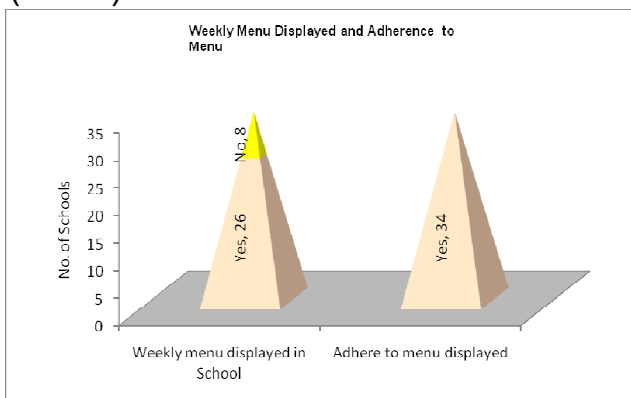 Weekly Menu Displayed and Adherence to
Menu
No. of Schools
35
30
25
20
15
10
5
0
No, 8
Yes, 26
Yes, 34
Weekly menu displayed in
School
Adhere to menu displayed